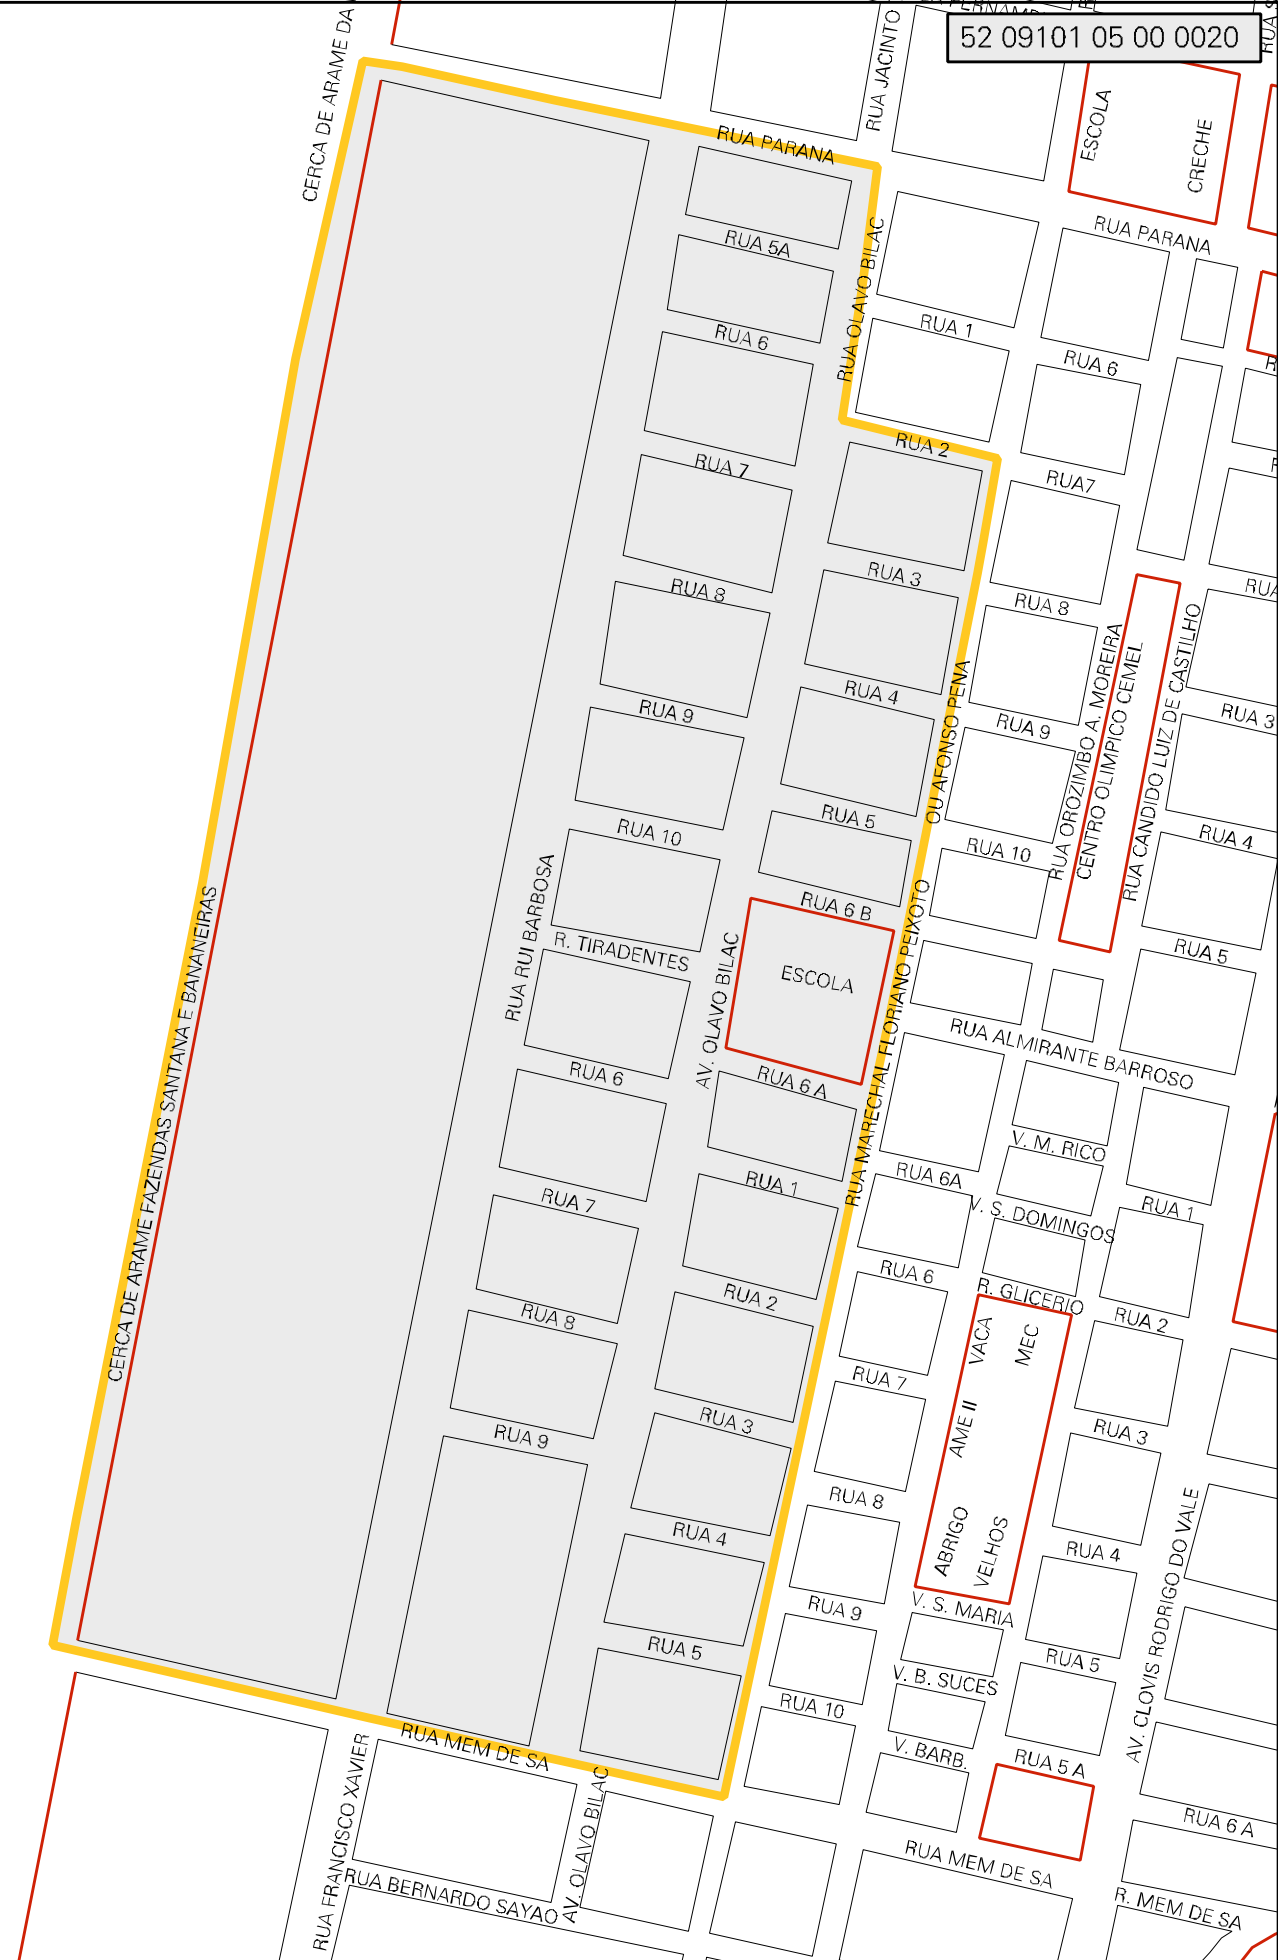 52 09101 05 00 0020
CERCA DE ARAME DA
RUA JACINTO
ESCOLA
CRECHE
RUA PARANA
RUA PARANA
RUA 5A
RUA OLAVO BILAC
RUA 1
RUA 6
RUA 6
RUA 2
RUA 7
RUA7
RUA 3
RUA 8
RUA 8
RUA 4
RUA 9
RUA 9
RUA 3
OU AFONSO PENA
RUA OROZIMBO A. MOREIRA
CENTRO OLIMPICO CEMEL
RUA CANDIDO LUIZ DE CASTILHO
RUA 5
RUA 10
RUA 10
RUA 4
RUA 6 B
RUA RUI BARBOSA
R. TIRADENTES
AV. OLAVO BILAC
ESCOLA
RUA 5
RUA MARECHAL FLORIANO PEIXOTO
RUA ALMIRANTE BARROSO
RUA 6
RUA 6 A
CERCA DE ARAME FAZENDAS SANTANA E BANANEIRAS
V. M. RICO
RUA 6A
RUA 1
RUA 7
V. S. DOMINGOS
RUA 1
RUA 6
R. GLICERIO
RUA 2
RUA 8
RUA 2
VACA
MEC
RUA 7
AME II
RUA 3
RUA 9
RUA 3
RUA 8
ABRIGO
VELHOS
RUA 4
RUA 4
AV. CLOVIS RODRIGO DO VALE
RUA 9
V. S. MARIA
RUA 5
RUA 5
V. B. SUCES
RUA 10
RUA MEM DE SA
V. BARB.
RUA 5 A
RUA FRANCISCO XAVIER
AV. OLAVO BILAC
RUA 6 A
RUA MEM DE SA
RUA BERNARDO SAYAO
R. MEM DE SA